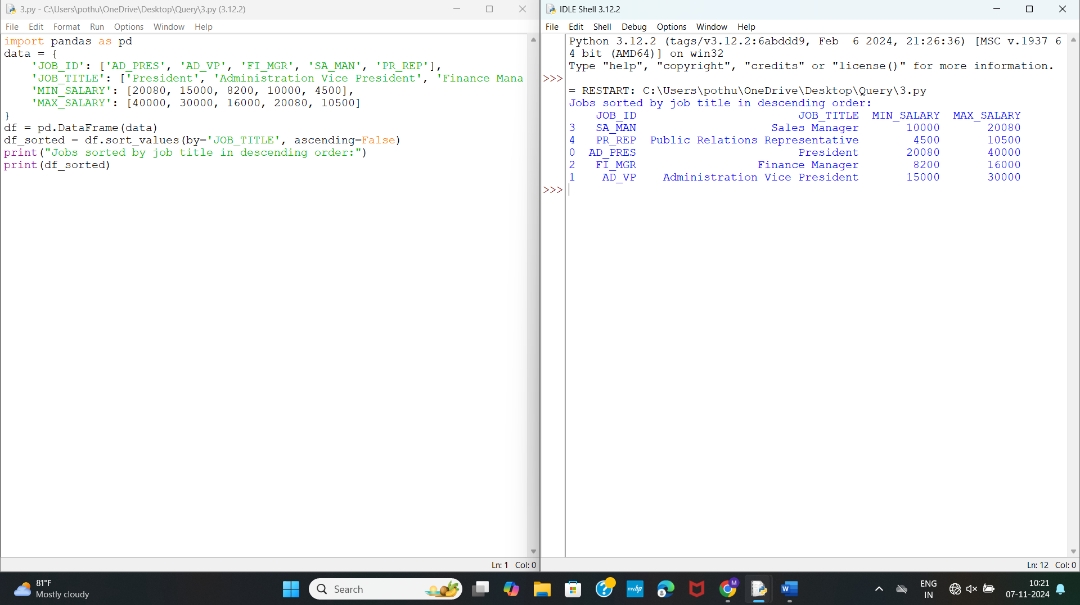 3.py - C:\Users\pothu\OneDrive\Desktop\Query\3.py (3.12.2)
File Edit Format Run Options Window Help
import pandas as pd
data = {
    'JOB_ID': ['AD_PRES', 'AD_VP', 'FI_MGR', 'SA_MAN', 'PR_REP'],
    'JOB_TITLE': ['President', 'Administration Vice President', 'Finance Mana
    'MIN_SALARY': [20080, 15000, 8200, 10000, 4500],
    'MAX_SALARY': [40000, 30000, 16000, 20080, 10500]
}
df = pd.DataFrame(data)
df_sorted = df.sort_values(by='JOB_TITLE', ascending=False)
print("Jobs sorted by job title in descending order:")
print(df_sorted)
Ln: 1 Col: 0
IDLE Shell 3.12.2
File Edit Shell Debug Options Window Help
Python 3.12.2 (tags/v3.12.2:6abddd9, Feb  6 2024, 21:26:36) [MSC v.1937 6
4 bit (AMD64)] on win32
Type "help", "copyright", "credits" or "license()" for more information.
>>>
= RESTART: C:\Users\pothu\OneDrive\Desktop\Query\3.py
Jobs sorted by job title in descending order:
JOB_ID JOB_TITLE MIN_SALARY MAX_SALARY
3 SA_MAN Sales Manager 10000 20080
4 PR_REP Public Relations Representative 4500 10500
0 AD_PRES President 20080 40000
2 FI_MGR Finance Manager 8200 16000
1 AD_VP Administration Vice President 15000 30000
>>>
Ln: 12 Col: 0
81°F
Mostly cloudy
Search
ENG
IN
10:21
07-11-2024